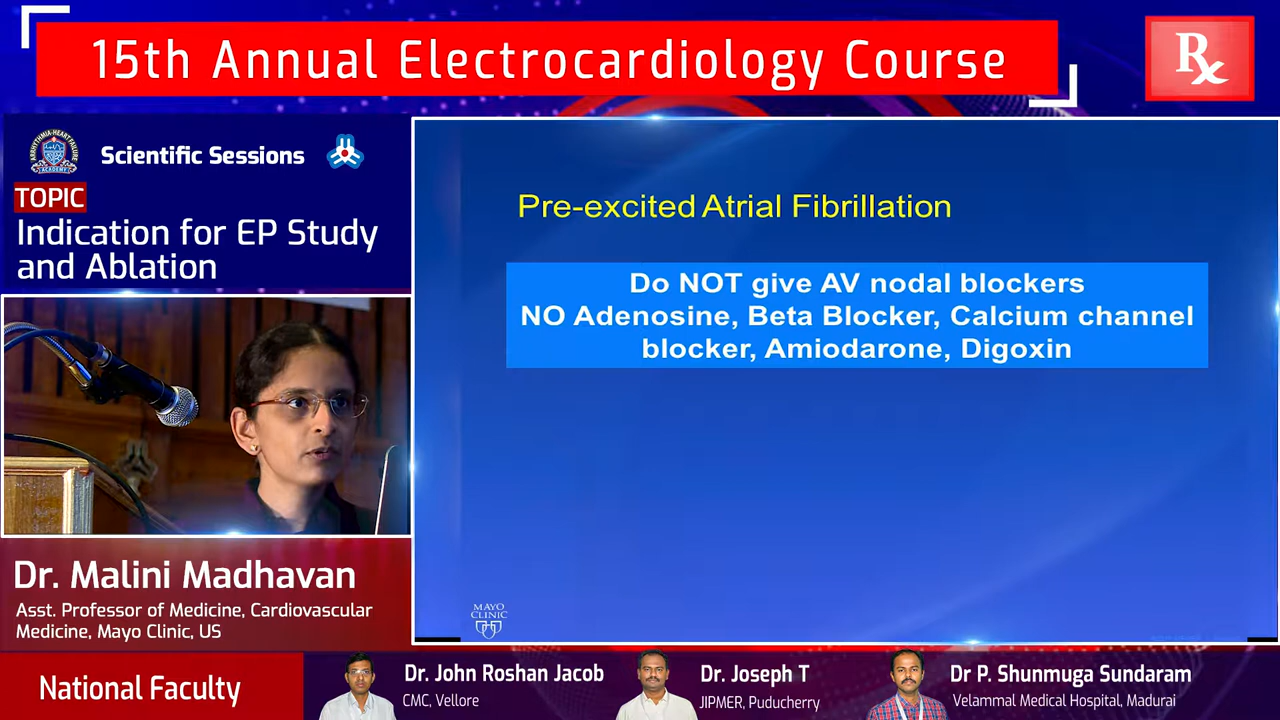 15th Annual Electrocardiology Course
Rx
Scientific Sessions
TOPIC
Indication for EP Study
and Ablation
Pre-excited Atrial Fibrillation
Do NOT give AV nodal blockers
NO Adenosine, Beta Blocker, Calcium channel
blocker, Amiodarone, Digoxin
MAYO
CLINIC
Dr. Malini Madhavan
Asst. Professor of Medicine, Cardiovascular
Medicine, Mayo Clinic, US
National Faculty
Dr. John Roshan Jacob
CMC, Vellore
Dr. Joseph T
JIPMER, Puducherry
Dr P. Shunmuga Sundaram
Velammal Medical Hospital, Madurai